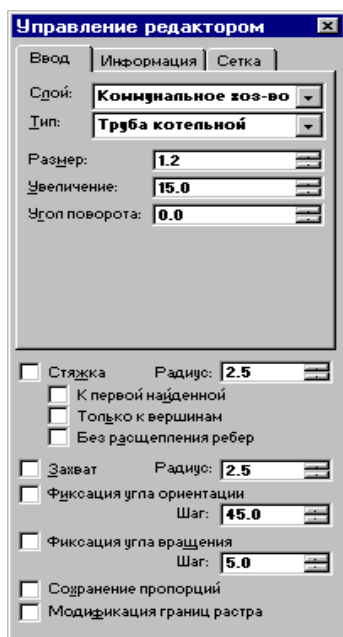 Управление редактором
Ввод Информация Сетка
Слой: Коммунальное хоз-во
Тип: Труба котельной
Размер: 1.2
Увеличение: 15.0
Угол поворота: 0.0
Стяжка Радиус: 2.5
К первой найденной
Только к вершинам
Без расщепления ребер
Захват Радиус: 2.5
Фиксация угла ориентации
Шаг: 45.0
Фиксация угла вращения
Шаг: 5.0
Сохранение пропорций
Модификация границ растра